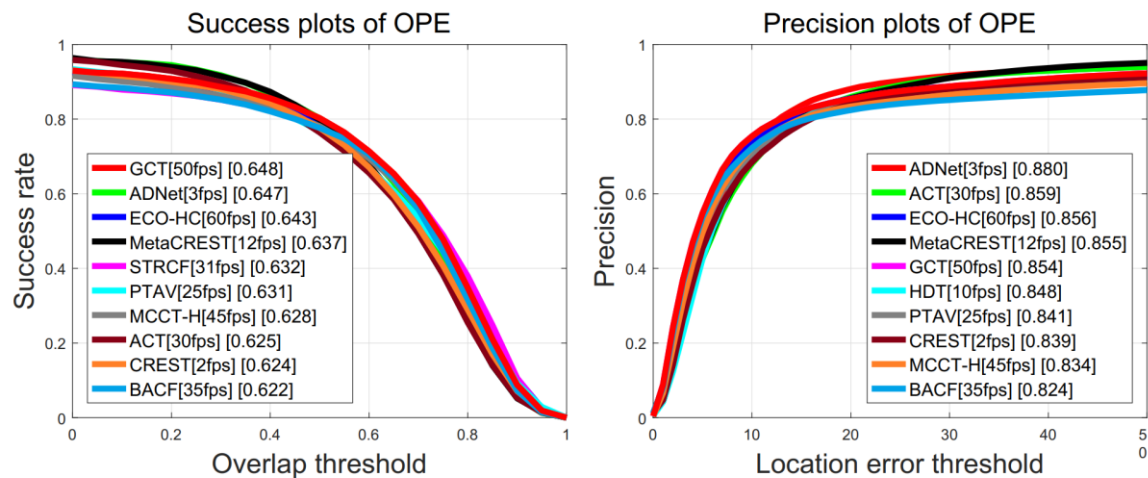 Success plots of OPE
Success rate
1
0.8
0.6
0.4
0.2
0
GCT[50fps] [0.648]
ADNet[3fps] [0.647]
ECO-HC[60fps] [0.643]
MetaCREST[12fps] [0.637]
STRCF[31fps] [0.632]
PTAV[25fps] [0.631]
MCCT-H[45fps] [0.628]
ACT[30fps] [0.625]
CREST[2fps] [0.624]
BACF[35fps] [0.622]
0 0.2 0.4 0.6 0.8 1
Overlap threshold
Precision plots of OPE
Precision
1
0.8
0.6
0.4
0.2
0
ADNet[3fps] [0.880]
ACT[30fps] [0.859]
ECO-HC[60fps] [0.856]
MetaCREST[12fps] [0.855]
GCT[50fps] [0.854]
HDT[10fps] [0.848]
PTAV[25fps] [0.841]
CREST[2fps] [0.839]
MCCT-H[45fps] [0.834]
BACF[35fps] [0.824]
0 10 20 30 40 5
0
Location error threshold